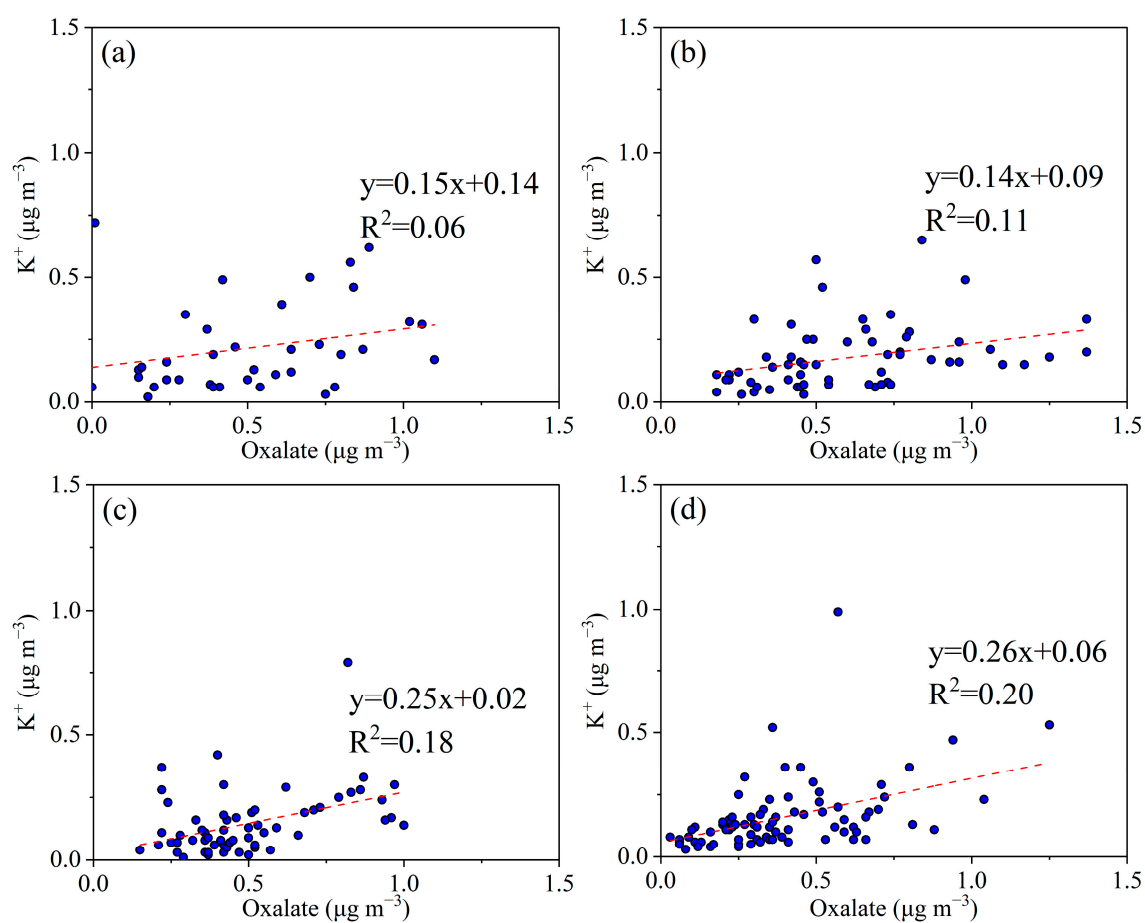 (a)
1.5
1.0
0.5
0.0
K⁺ (μg m⁻³)
y=0.15x+0.14
R²=0.06
0.0 0.5 1.0 1.5
Oxalate (μg m⁻³)
(b)
1.5
1.0
0.5
0.0
K⁺ (μg m⁻³)
y=0.14x+0.09
R²=0.11
0.0 0.5 1.0 1.5
Oxalate (μg m⁻³)
(c)
1.5
1.0
0.5
0.0
K⁺ (μg m⁻³)
y=0.25x+0.02
R²=0.18
0.0 0.5 1.0 1.5
Oxalate (μg m⁻³)
(d)
1.5
1.0
0.5
0.0
K⁺ (μg m⁻³)
y=0.26x+0.06
R²=0.20
0.0 0.5 1.0 1.5
Oxalate (μg m⁻³)